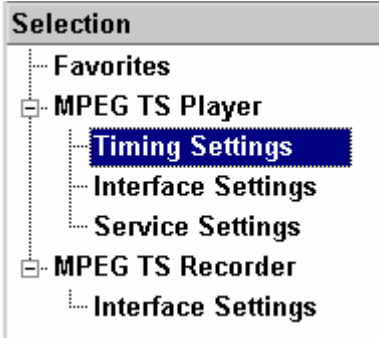 Selection
Favorites
MPEG TS Player
Timing Settings
Interface Settings
Service Settings
MPEG TS Recorder
Interface Settings